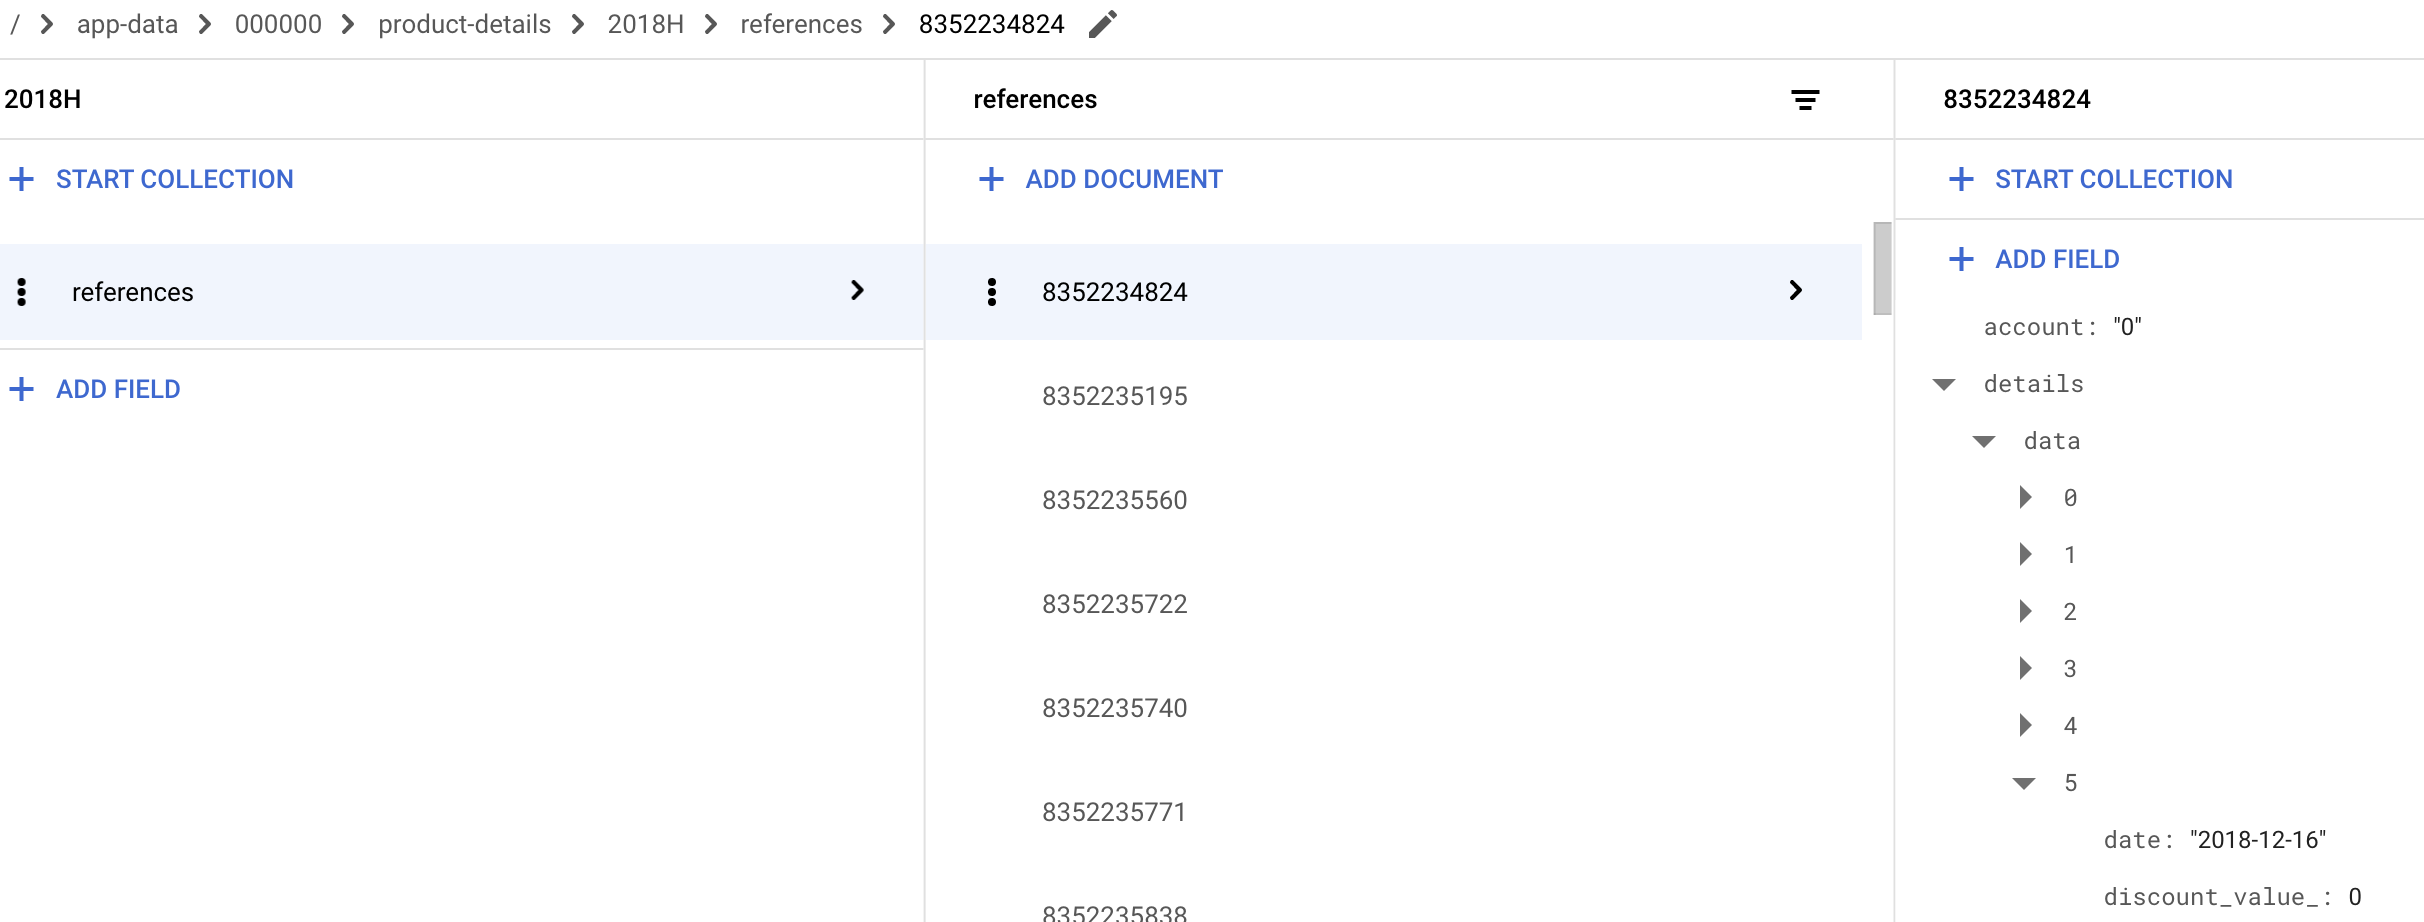 / > app-data > 000000 > product-details > 2018H > references > 8352234824
2018H
+ START COLLECTION
references
+ ADD FIELD
references
+ ADD DOCUMENT
8352234824
8352235195
8352235560
8352235722
8352235740
8352235771
8352235838
8352234824
+ START COLLECTION
+ ADD FIELD
account: "0"
details
data
0
1
2
3
4
5
date: "2018-12-16"
discount_value_: 0